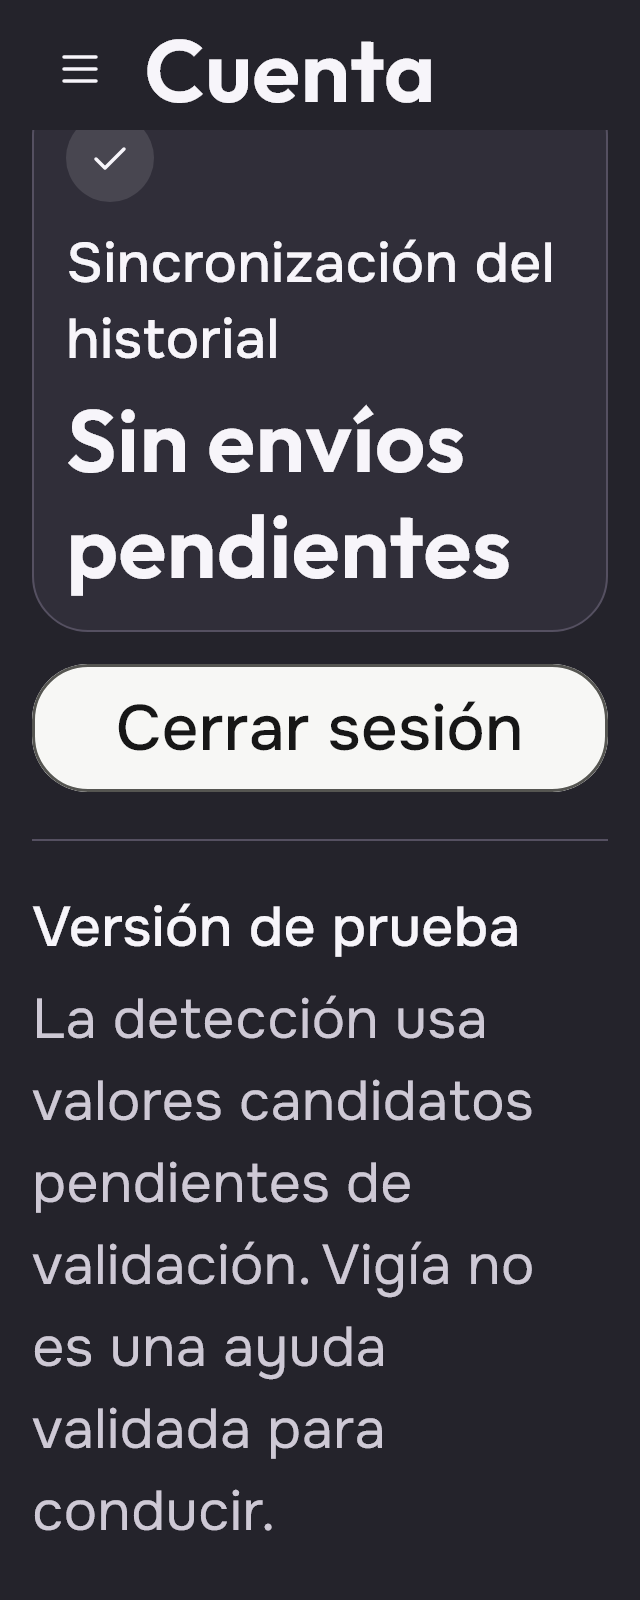 Cuenta
Sincronización del
historial
Sin envíos
pendientes
Cerrar sesión
Versión de prueba
La detección usa
valores candidatos
pendientes de
validación. Vigía no
es una ayuda
validada para
conducir.